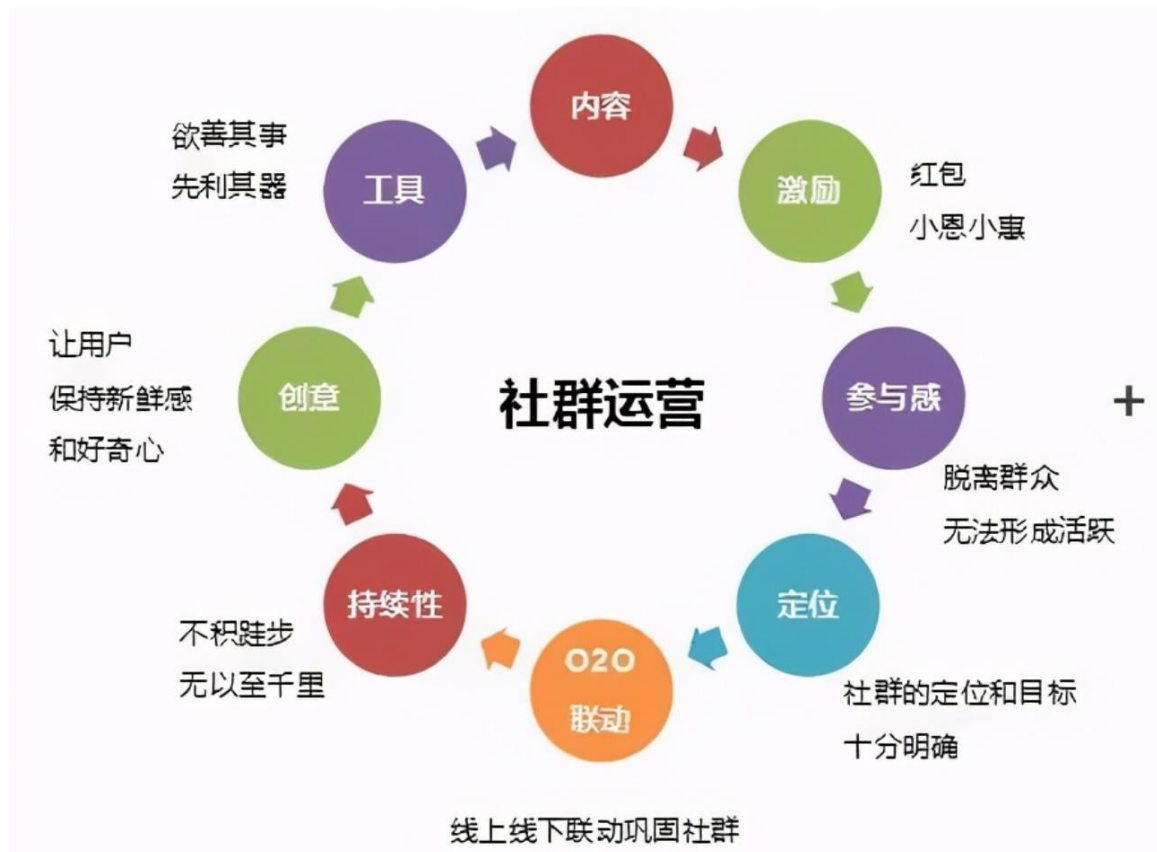 内容
激励
红包
小恩小惠
参与感
脱离群众
无法形成活跃
定位
社群的定位和目标
十分明确
O2O
联动
线上线下联动巩固社群
持续性
不积跬步
无以至千里
创意
让用户
保持新鲜感
和好奇心
工具
欲善其事
先利其器
社群运营
+